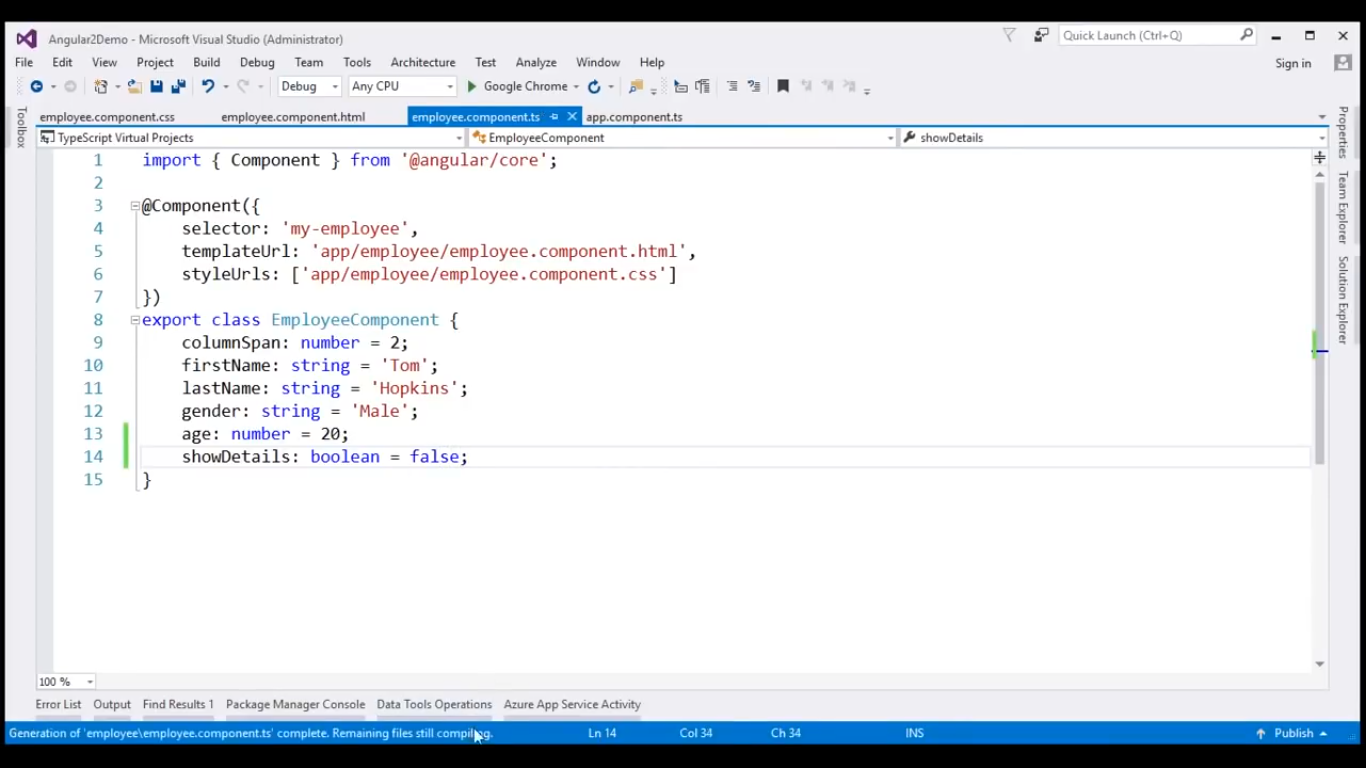 Angular2Demo - Microsoft Visual Studio (Administrator)
Quick Launch (Ctrl+Q)
File Edit View Project Build Debug Team Tools Architecture Test Analyze Window Help
Sign in
Debug Any CPU Google Chrome
employee.component.css employee.component.html employee.component.ts app.component.ts
TypeScript Virtual Projects EmployeeComponent showDetails
1 import { Component } from '@angular/core';
2
3 @Component({
4 selector: 'my-employee',
5 templateUrl: 'app/employee/employee.component.html',
6 styleUrls: ['app/employee/employee.component.css']
7 })
8 export class EmployeeComponent {
9 columnSpan: number = 2;
10 firstName: string = 'Tom';
11 lastName: string = 'Hopkins';
12 gender: string = 'Male';
13 age: number = 20;
14 showDetails: boolean = false;
15 }
Toolbox
Properties
Team Explorer
Solution Explorer
100 %
Error List Output Find Results 1 Package Manager Console Data Tools Operations Azure App Service Activity
Generation of 'employee\employee.component.ts' complete. Remaining files still compiling. Ln 14 Col 34 Ch 34 INS Publish